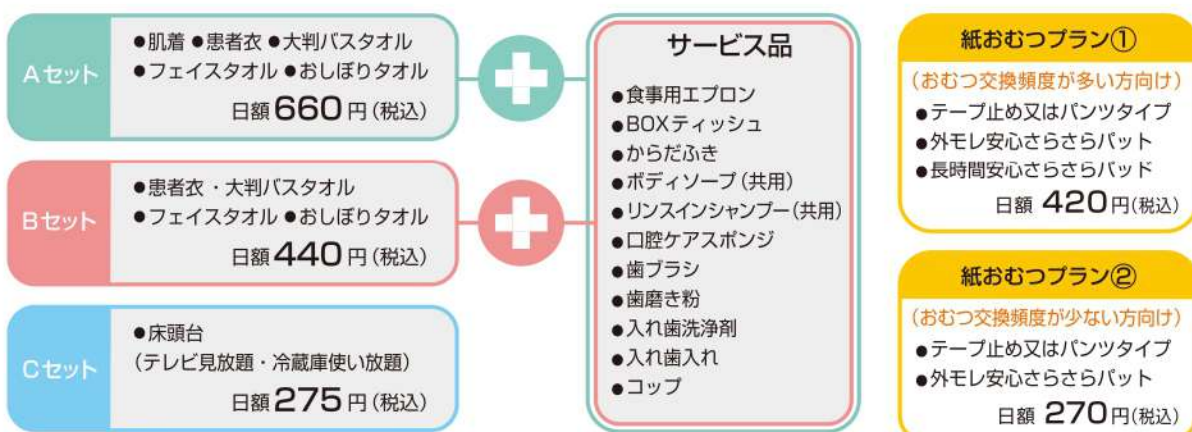 Aセット
●肌着 ●患者衣 ●大判バスタオル
●フェイスタオル ●おしぼりタオル
日額660円(税込)
Bセット
●患者衣・大判バスタオル
●フェイスタオル ●おしぼりタオル
日額440円(税込)
Cセット
●床頭台
(テレビ見放題・冷蔵庫使い放題)
日額275円(税込)
サービス品
●食事用エプロン
●BOXティッシュ
●からだふき
●ボディソープ(共用)
●リンスインシャンプー(共用)
●口腔ケアスポンジ
●歯ブラシ
●歯磨き粉
●入れ歯洗浄剤
●入れ歯入れ
●コップ
紙おむつプラン①
(おむつ交換頻度が多い方向け)
●テープ止め又はパンツタイプ
●外モレ安心さらさらパット
●長時間安心さらさらパッド
日額 420円(税込)
紙おむつプラン②
(おむつ交換頻度が少ない方向け)
●テープ止め又はパンツタイプ
●外モレ安心さらさらパット
日額 270円(税込)